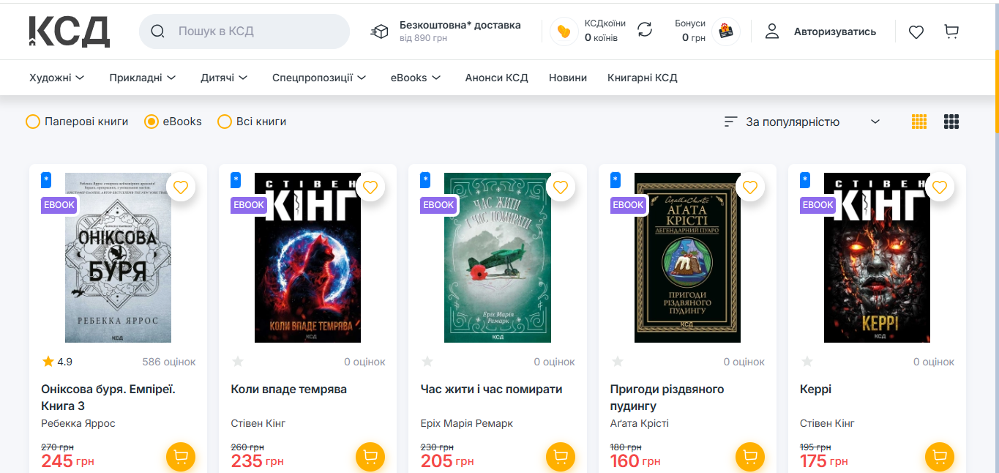 КСД
Пошук в КСД
Безкоштовна* доставка
від 890 грн
КСДкоїни
0 коїнів
Бонуси
0 грн
Авторизуватись
Художні
Прикладні
Дитячі
Спецпропозиції
eBooks
Анонси КСД
Новини
Книгарні КСД
Паперові книги
eBooks
Всі книги
За популярністю
*
EBOOK
ОНІКСОВА
БУРЯ
РЕБЕККА ЯРРОС
КСД
4.9
586 оцінок
Оніксова буря. Емпіреї.
Книга 3
Ребекка Яррос
270 грн
245 грн
*
EBOOK
СТІВЕН
КІНГ
КОЛИ ВПАДЕ ТЕМРЯВА
КСД
0 оцінок
Коли впаде темрява
Стівен Кінг
260 грн
235 грн
*
EBOOK
ЧАС ЖИТИ
І ЧАС ПОМИРАТИ
Еріх Марія
Ремарк
КСД
0 оцінок
Час жити і час помирати
Еріх Марія Ремарк
230 грн
205 грн
*
EBOOK
Agatha Christie
АҐАТА
КРІСТІ
ЛЕГЕНДАРНИЙ ПУАРО
ПРИГОДИ
РІЗДВЯНОГО
ПУДИНГУ
КСД
0 оцінок
Пригоди різдвяного
пудингу
Аґата Крісті
180 грн
160 грн
*
EBOOK
СТІВЕН
КІНГ
КЕРРІ
КСД
0 оцінок
Керрі
Стівен Кінг
195 грн
175 грн